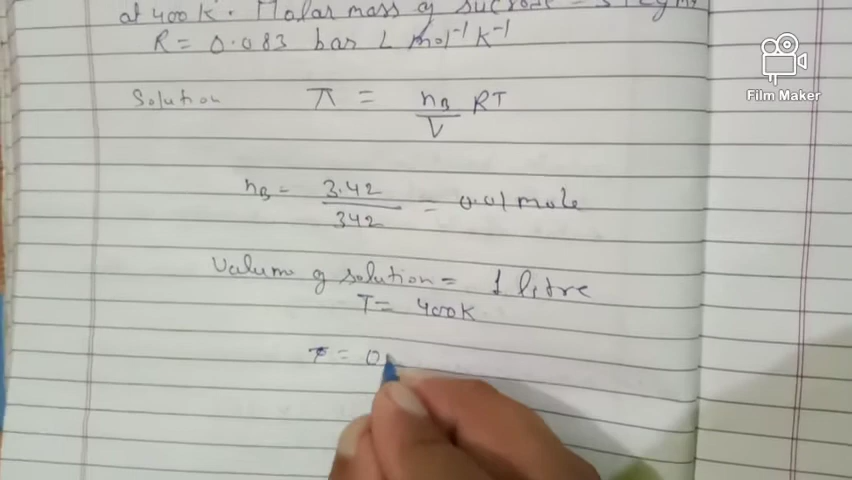 at 400 K. Molar mass of sucrose =
R = 0.083 bar L mol⁻¹ K⁻¹
Film Maker
Solution π = nB/V RT
nB = 3.42/342 = 0.01 mole
Volume of solution = 1 litre
T = 400K
π = 0